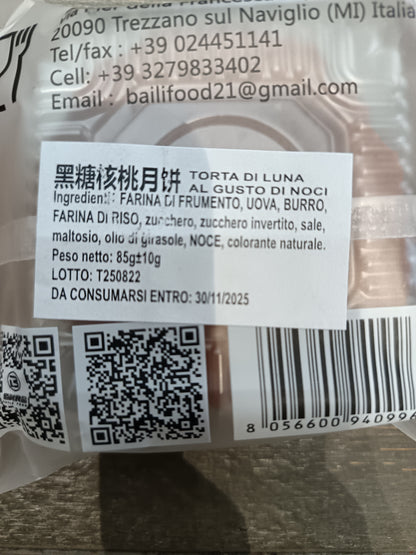 20090 Trezzano sul Naviglio (MI) Italia
Tel/fax : +39 024451141
Cell: +39 3279833402
Email : bailifood21@gmail.com
黑糖核桃月饼 TORTA DI LUNA
AL GUSTO DI NOCI
Ingredienti: FARINA DI FRUMENTO, UOVA, BURRO,
FARINA DI RISO, zucchero, zucchero invertito, sale,
maltosio, olio di girasole, NOCE, colorante naturale.
Peso netto: 85g±10g
LOTTO: T250822
DA CONSUMARSI ENTRO: 30/11/2025
8 056600 940996